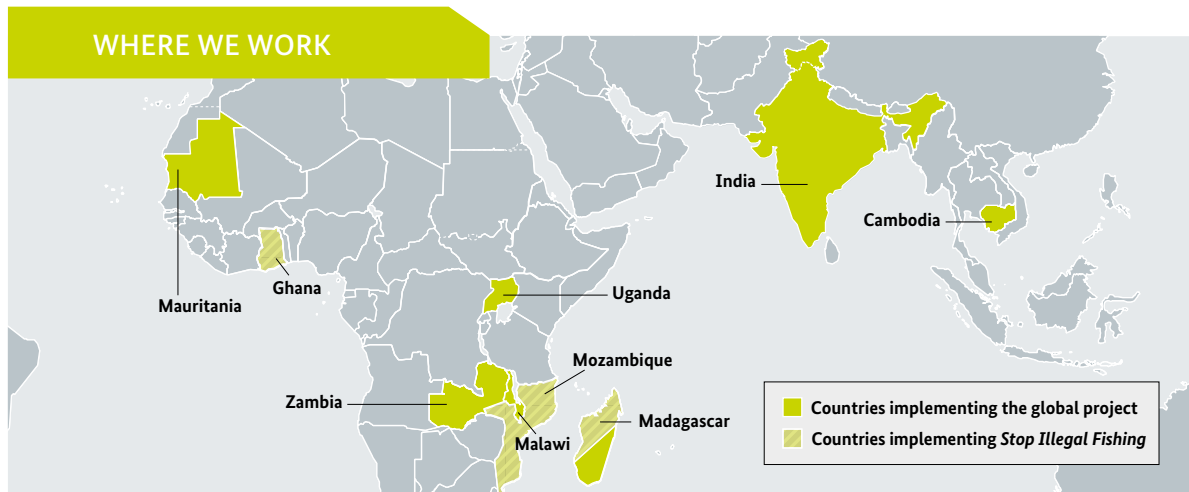 WHERE WE WORK
India
Cambodia
Ghana
Mauritania
Uganda
Mozambique
Zambia
Malawi
Madagascar
Countries implementing the global project
Countries implementing Stop Illegal Fishing